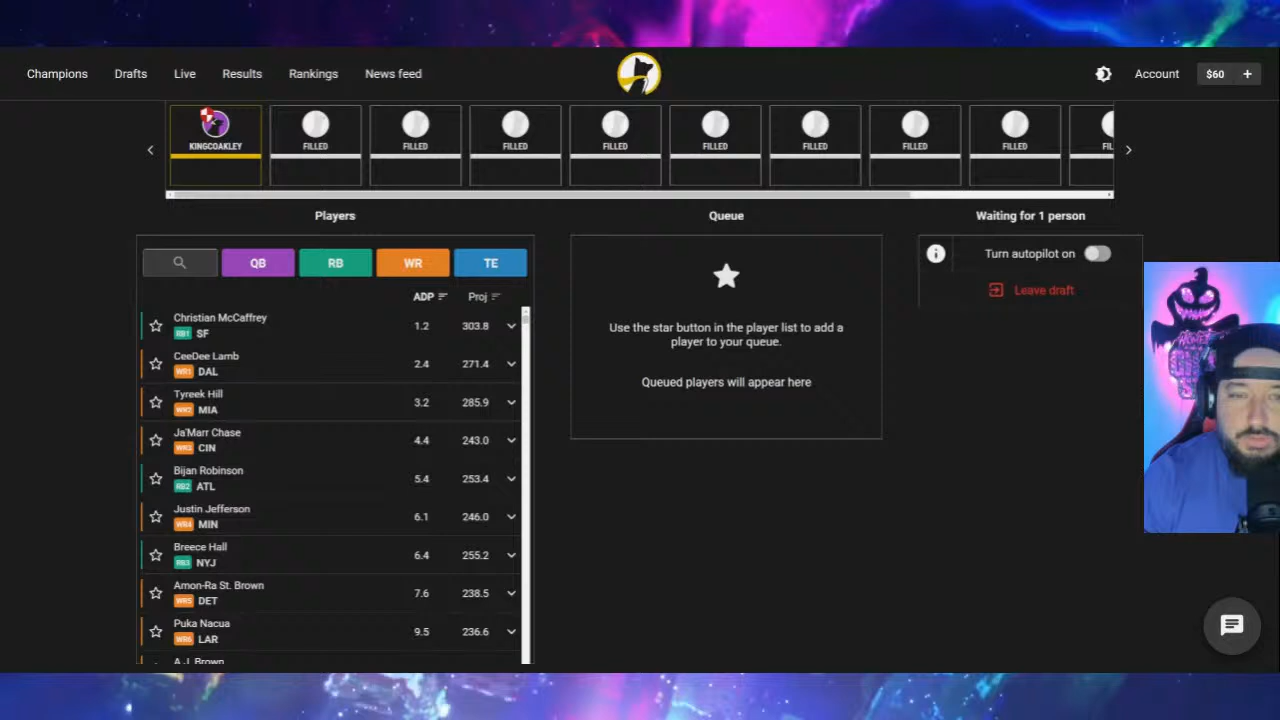 Champions
Drafts
Live
Results
Rankings
News feed
Account
$60 +
KINGCOAKLEY
FILLED
FILLED
FILLED
FILLED
FILLED
FILLED
FILLED
FILLED
FIL
Players
Queue
Waiting for 1 person
QB
RB
WR
TE
ADP
Proj
Christian McCaffrey
RB1 SF
1.2
303.8
CeeDee Lamb
WR1 DAL
2.4
271.4
Tyreek Hill
WR2 MIA
3.2
285.9
Ja'Marr Chase
WR3 CIN
4.4
243.0
Bijan Robinson
RB2 ATL
5.4
253.4
Justin Jefferson
WR4 MIN
6.1
246.0
Breece Hall
RB3 NYJ
6.4
255.2
Amon-Ra St. Brown
WR5 DET
7.6
238.5
Puka Nacua
WR6 LAR
9.5
236.6
A.J. Brown
Use the star button in the player list to add a
player to your queue.
Queued players will appear here
Turn autopilot on
Leave draft